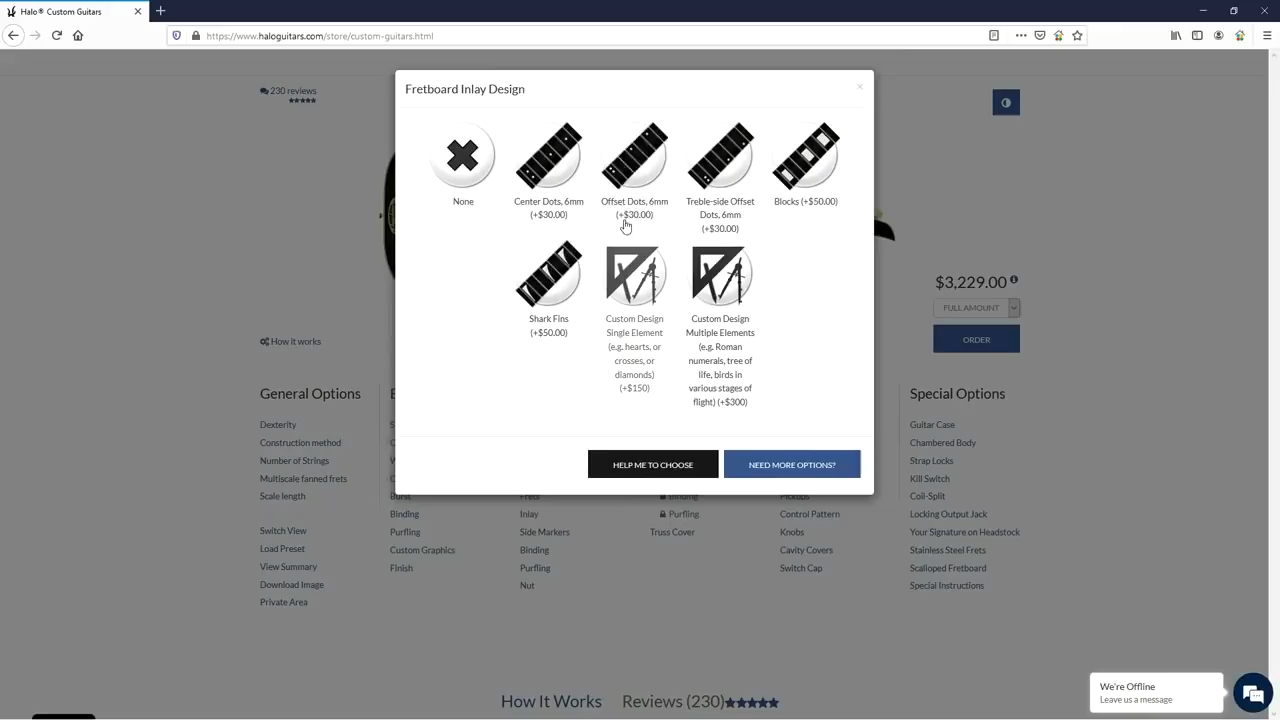 Halo® Custom Guitars
https://www.haloguitars.com/store/custom-guitars.html
230 reviews
Fretboard Inlay Design
None
Center Dots, 6mm
(+$30.00)
Offset Dots, 6mm
(+$30.00)
Treble-side Offset
Dots, 6mm
(+$30.00)
Blocks (+$50.00)
Shark Fins
(+$50.00)
Custom Design
Single Element
(e.g. hearts, or
crosses, or
diamonds)
(+$150)
Custom Design
Multiple Elements
(e.g. Roman
numerals, tree of
life, birds in
various stages of
flight) (+$300)
HELP ME TO CHOOSE
NEED MORE OPTIONS?
$3,229.00
FULL AMOUNT
ORDER
How it works
General Options
Dexterity
Construction method
Number of Strings
Multiscale fanned frets
Scale length
Switch View
Load Preset
View Summary
Download Image
Private Area
Burst
Binding
Purfling
Custom Graphics
Finish
Frets
Inlay
Side Markers
Binding
Purfling
Nut
Binding
Purfling
Truss Cover
Pickups
Control Pattern
Knobs
Cavity Covers
Switch Cap
Special Options
Guitar Case
Chambered Body
Strap Locks
Kill Switch
Coil-Split
Locking Output Jack
Your Signature on Headstock
Stainless Steel Frets
Scalloped Fretboard
Special Instructions
How It Works
Reviews (230)
We're Offline
Leave us a message